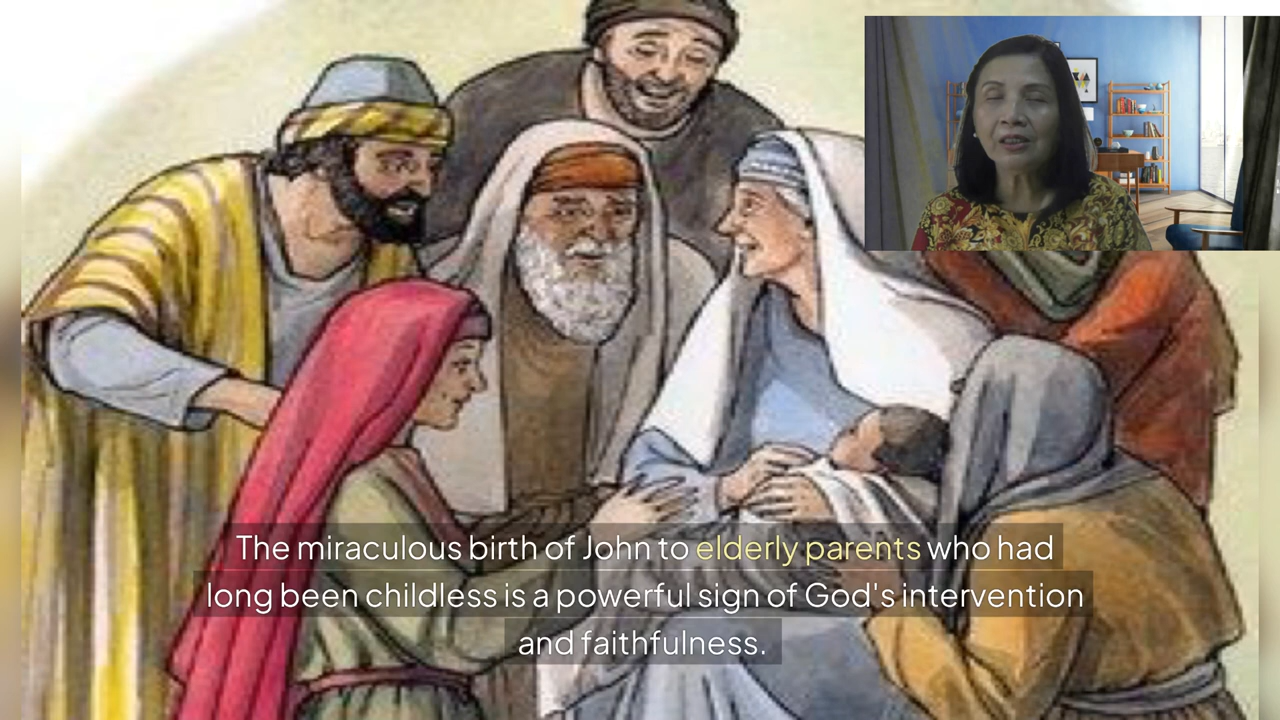 The miraculous birth of John to elderly parents who had
long been childless is a powerful sign of God's intervention
and faithfulness.